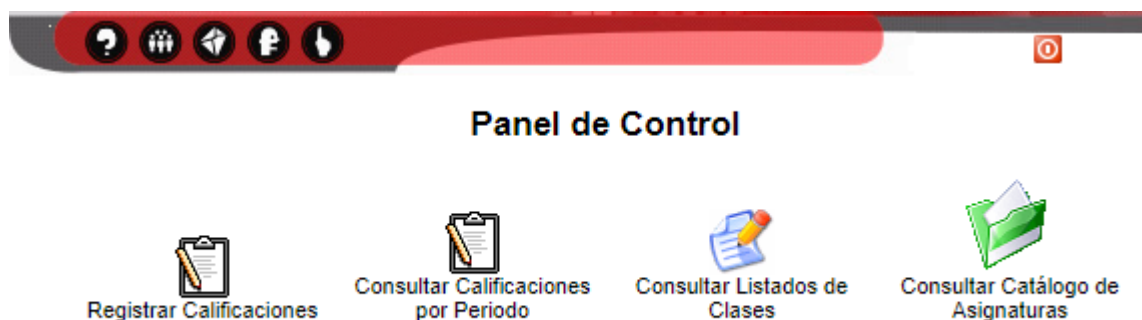 Panel de Control
Registrar Calificaciones
Consultar Calificaciones
por Periodo
Consultar Listados de
Clases
Consultar Catálogo de
Asignaturas